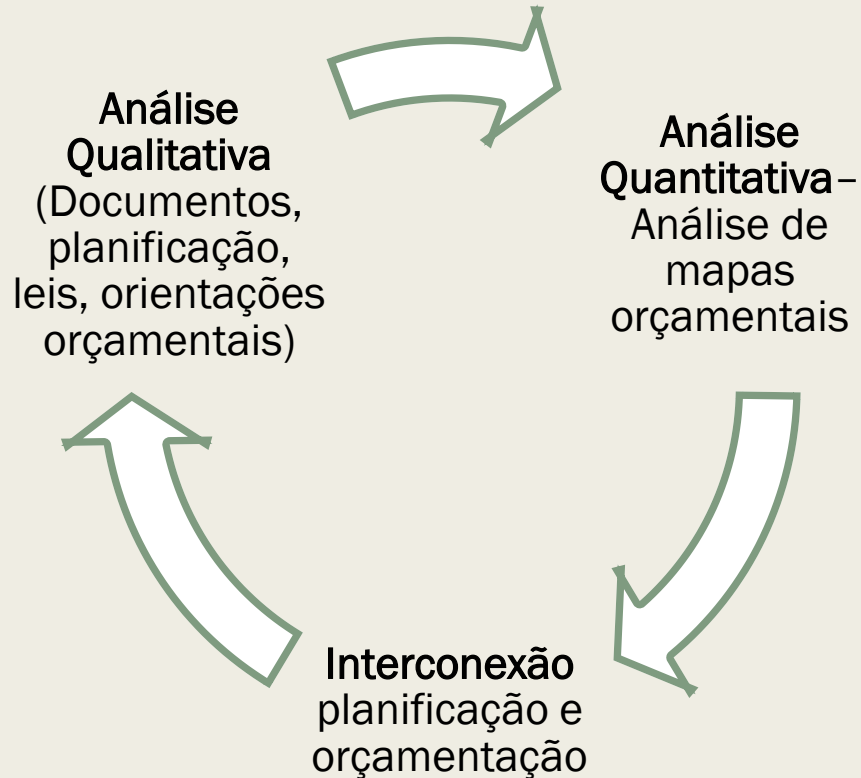 Análise
Qualitativa
(Documentos,
planificação,
leis, orientações
orçamentais)
Análise
Quantitativa–
Análise de
mapas
orçamentais
Interconexão
planificação e
orçamentação